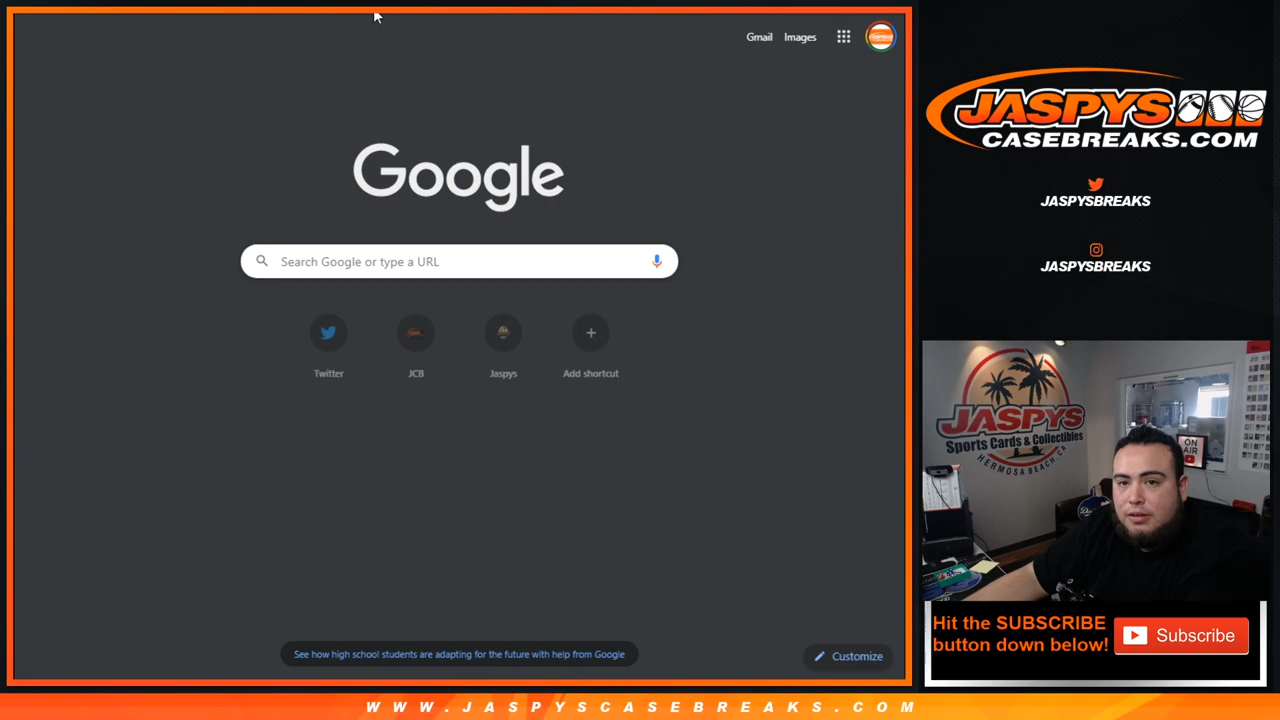 Gmail
Images
Google
Search Google or type a URL
Twitter
JCB
Jaspys
Add shortcut
See how high school students are adapting for the future with help from Google
Customize
JASPYS
CASEBREAKS.COM
JASPYSBREAKS
JASPYSBREAKS
JASPYS
Sports Cards & Collectibles
HERMOSA BEACH, CA
ON
AIR
Hit the SUBSCRIBE
button down below!
Subscribe
WWW.JASPYSCASEBREAKS.COM